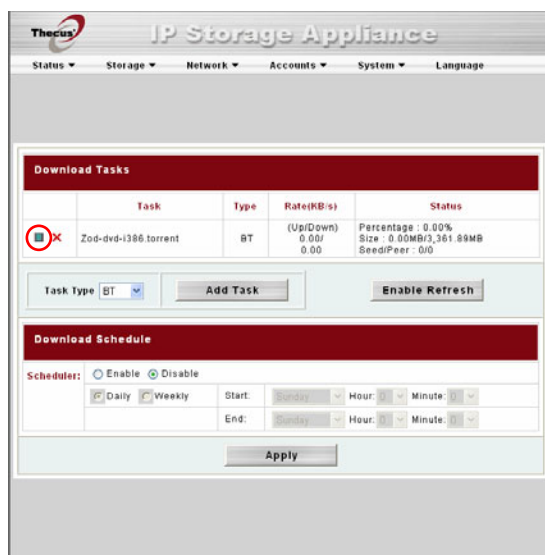 Thecus
IP Storage Appliance
Status Storage Network Accounts System Language
Download Tasks
Task Type Rate(KB/s) Status
Zod-dvd-i386.torrent BT (Up/Down) 0.00/ 0.00 Percentage : 0.00%
Size : 0.00MB/3,361.89MB
Seed/Peer : 0/0
Task Type BT Add Task Enable Refresh
Download Schedule
Scheduler: Enable Disable
Daily Weekly Start: Sunday Hour: 0 Minute: 0
End: Sunday Hour: 0 Minute: 0
Apply